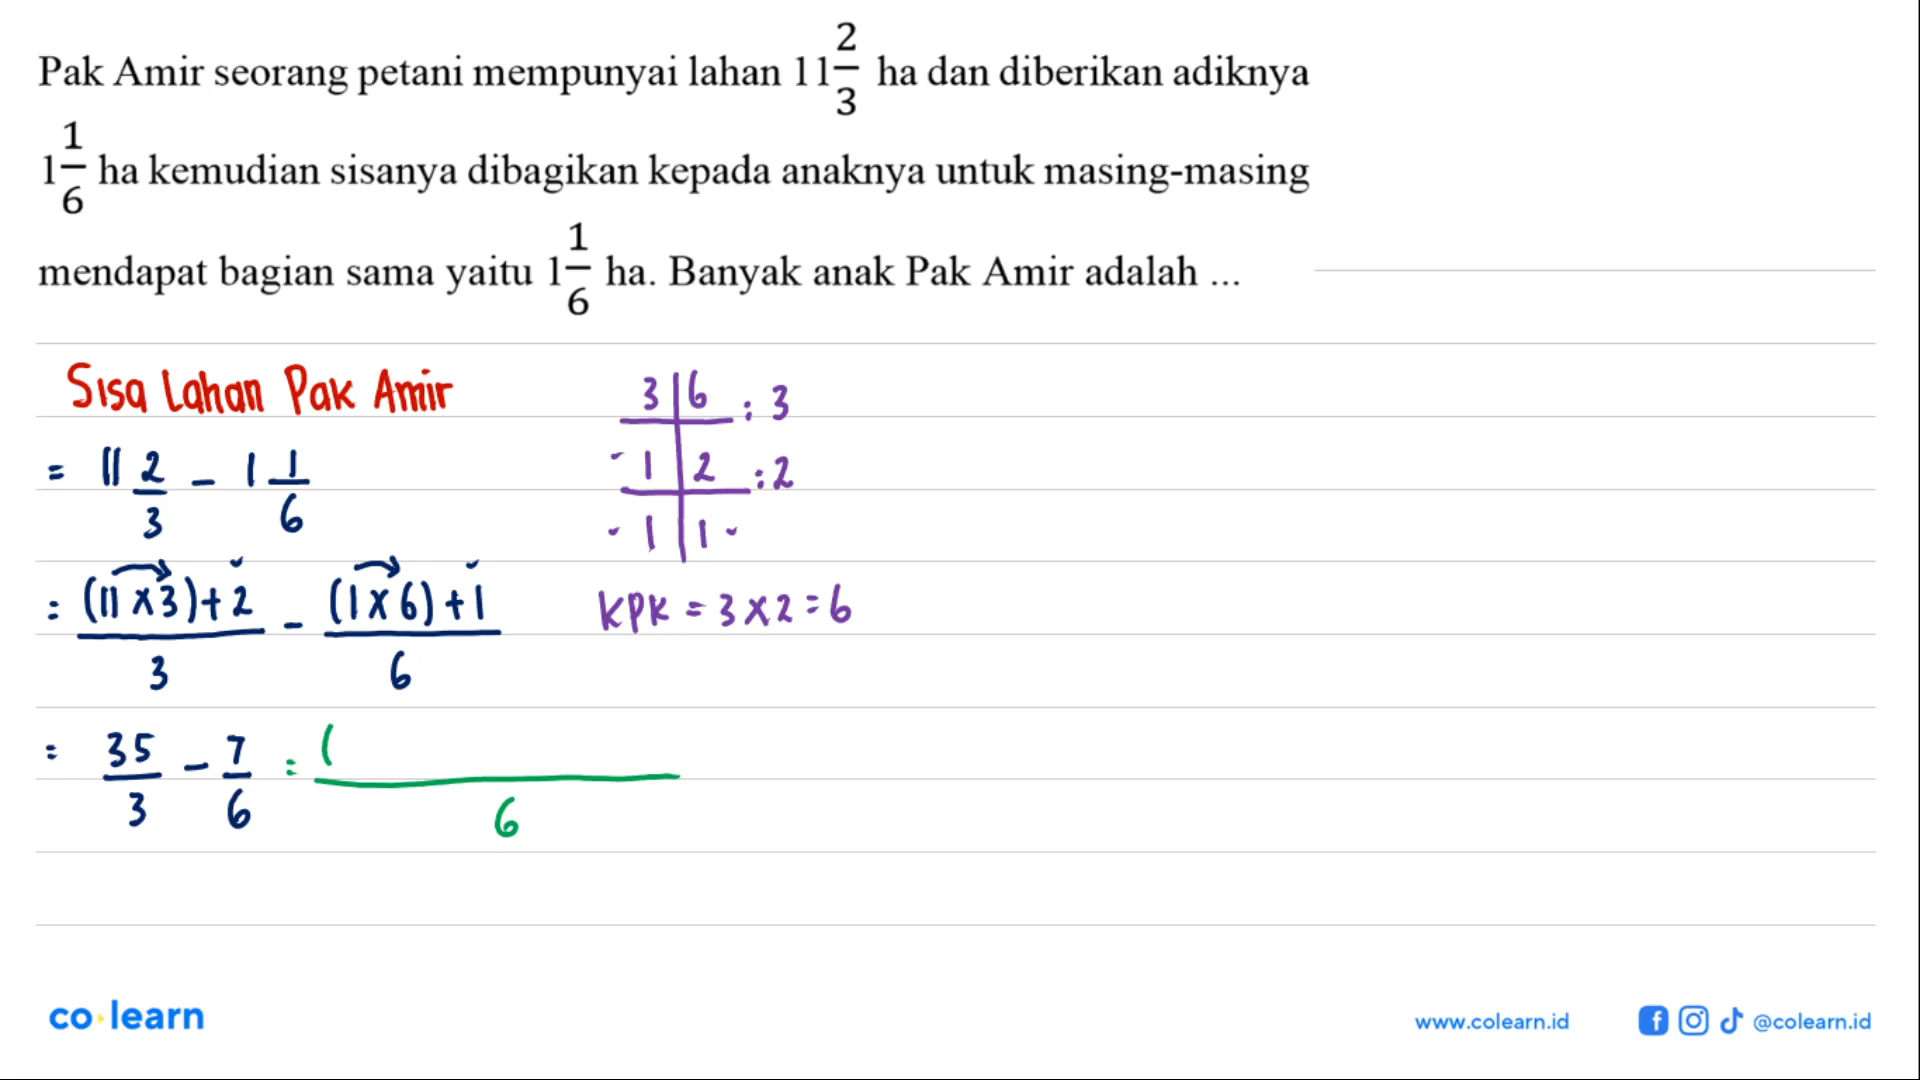 Pak Amir seorang petani mempunyai lahan 11 2/3 ha dan diberikan adiknya
1 1/6 ha kemudian sisanya dibagikan kepada anaknya untuk masing-masing
mendapat bagian sama yaitu 1 1/6 ha. Banyak anak Pak Amir adalah ...
Sisa Lahan Pak Amir
= 11 2/3 - 1 1/6
= (11 x 3) + 2 / 3 - (1 x 6) + 1 / 6
= 35/3 - 7/6 = ( / 6
3 | 6 : 3
1 | 2 : 2
1 | 1
KPK = 3 x 2 = 6
co learn
www.colearn.id
@colearn.id